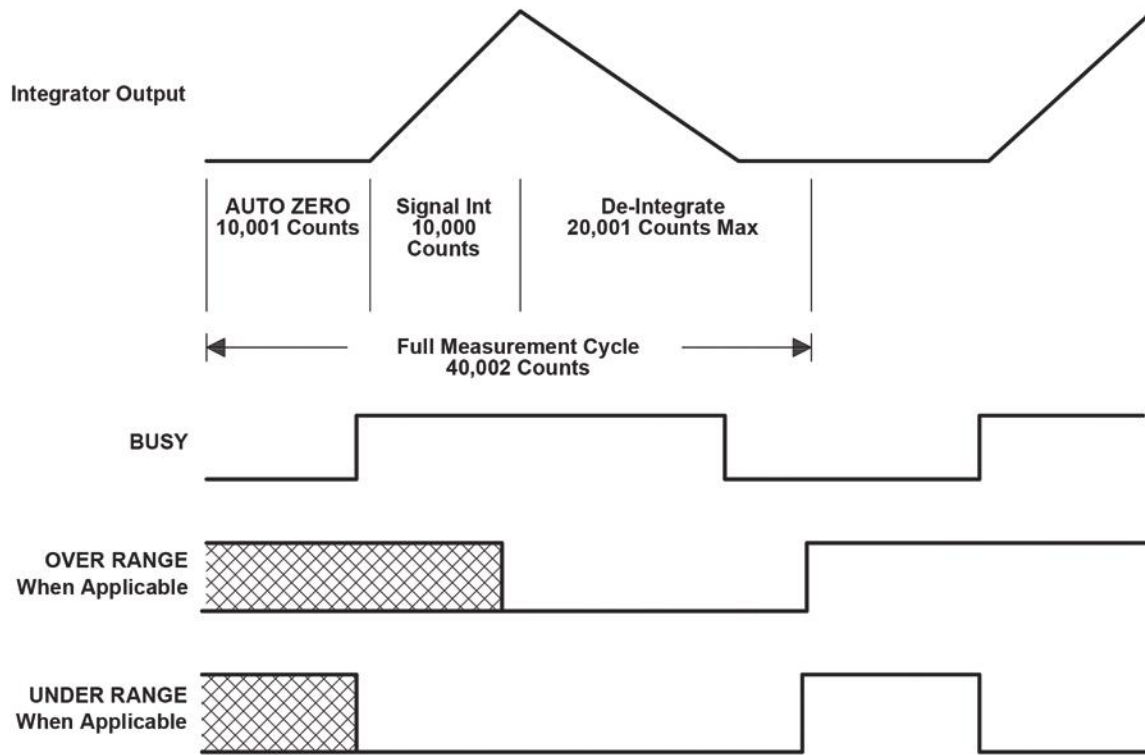 Integrator Output
AUTO ZERO
10,001 Counts
Signal Int
10,000
Counts
De-Integrate
20,001 Counts Max
Full Measurement Cycle
40,002 Counts
BUSY
OVER RANGE
When Applicable
UNDER RANGE
When Applicable